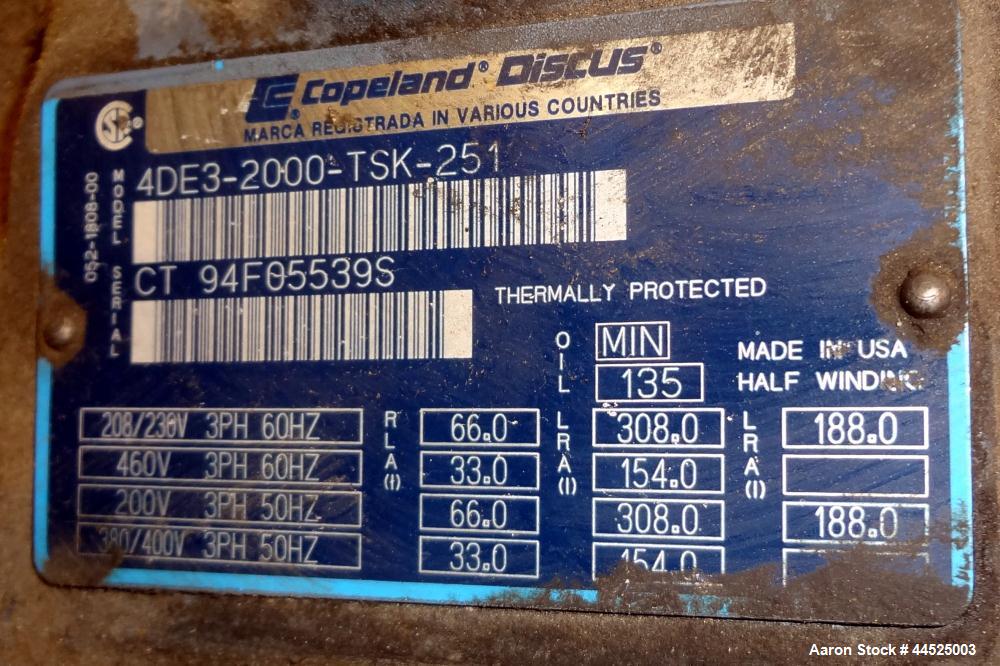 Copeland® Discus®
MARCA REGISTRADA IN VARIOUS COUNTRIES
052-1808-00
MODEL 4DE3-2000-TSK-251
SERIAL CT 94F05539S
THERMALLY PROTECTED
OIL MIN 135
MADE IN USA
HALF WINDING
RLA(I) LRA(I) LRA(I)
208/230V 3PH 60HZ 66.0 308.0 188.0
460V 3PH 60HZ 33.0 154.0
200V 3PH 50HZ 66.0 308.0 188.0
380/400V 3PH 50HZ 33.0 154.0
Aaron Stock # 44525003